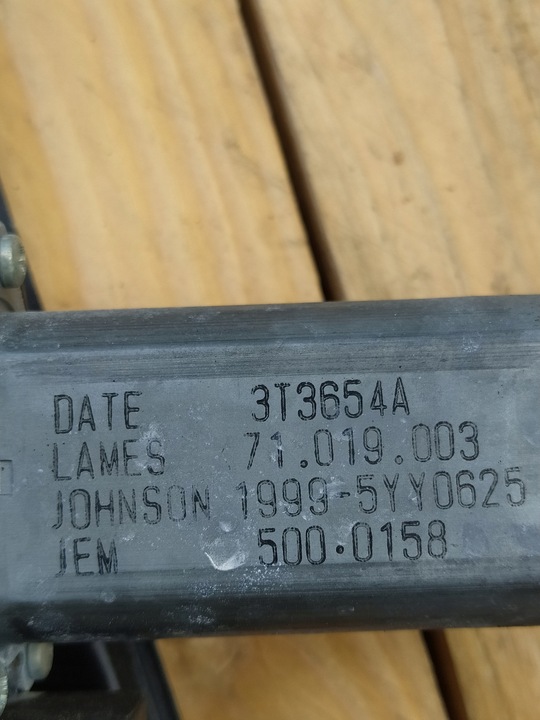 DATE 3T3654A
LAMES 71.019.003
JOHNSON 1999-5YY0625
JEM 500.0158